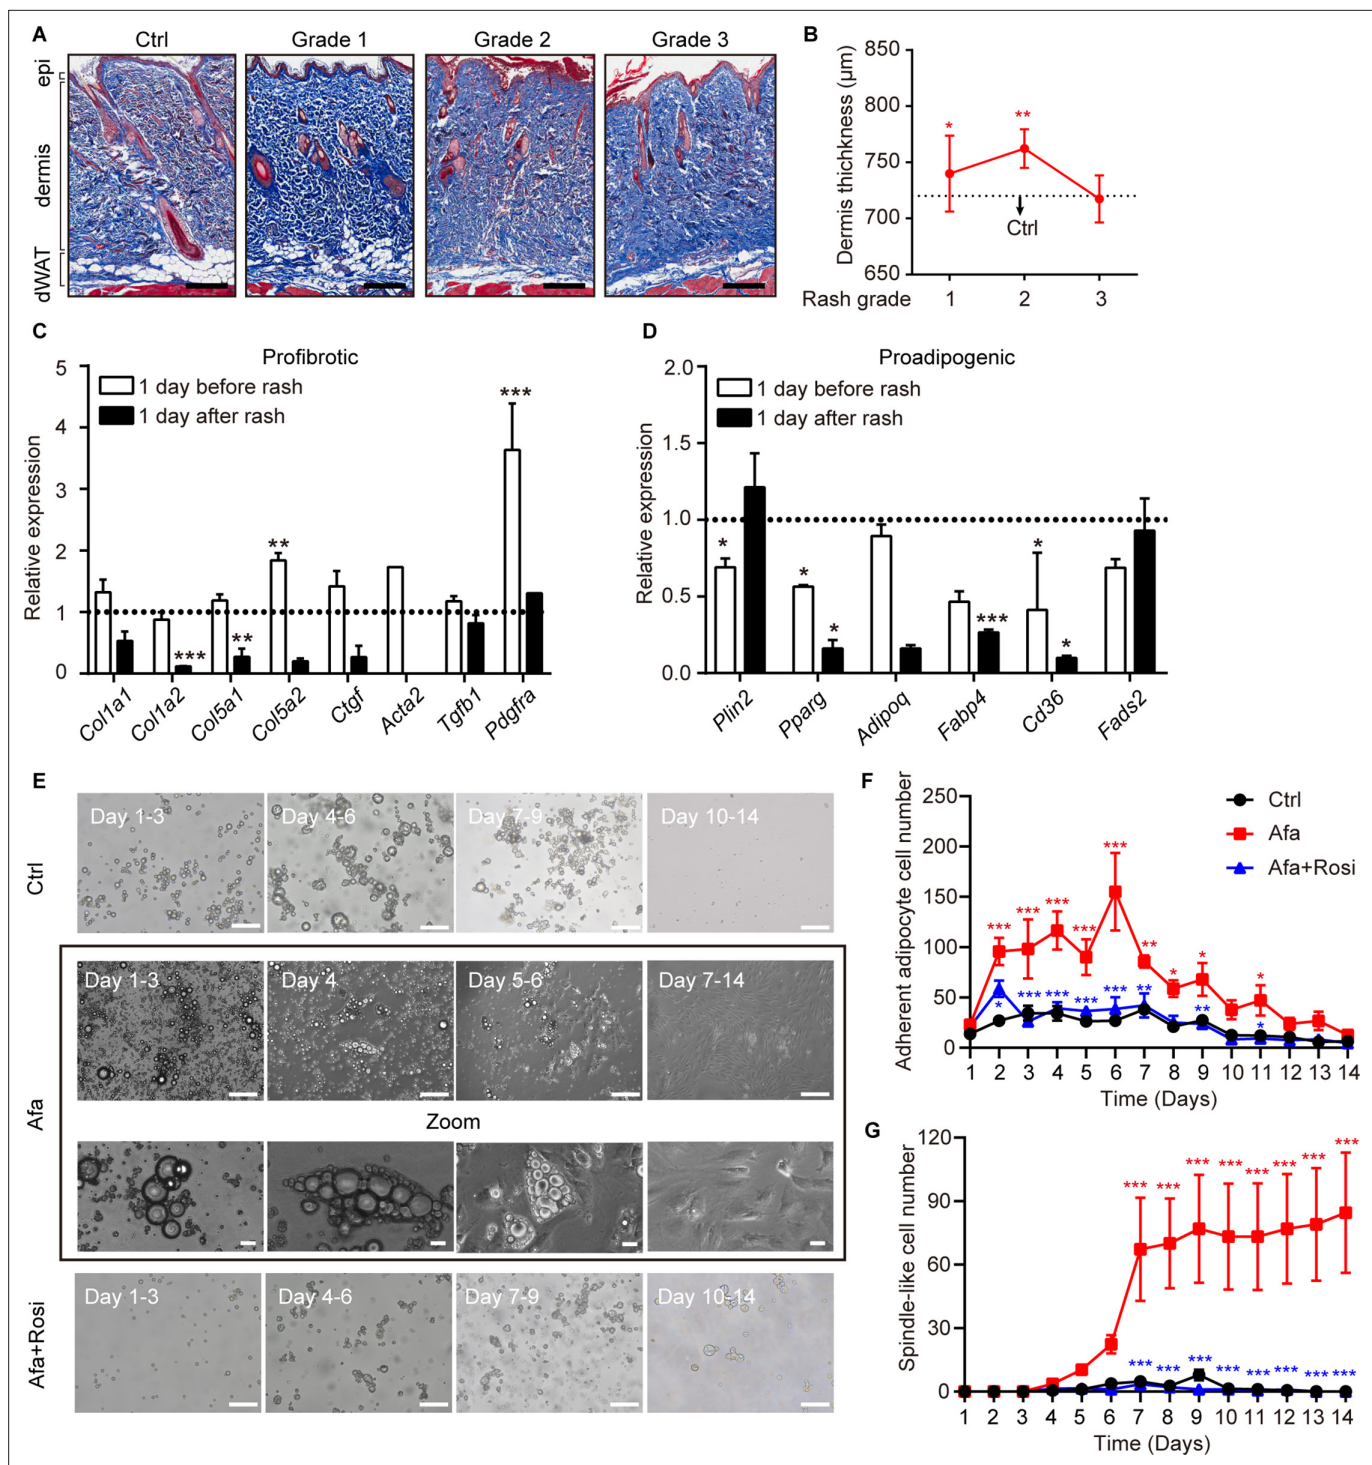 A
Ctrl
Grade 1
Grade 2
Grade 3
epi
dermis
dWAT
B
Dermis thichkness (µm)
850
800
750
700
650
*
**
Ctrl
Rash grade
1
2
3
C
Profibrotic
1 day before rash
1 day after rash
Relative expression
5
4
3
2
1
0
***
**
**
***
Col1a1
Col1a2
Col5a1
Col5a2
Ctgf
Acta2
Tgfb1
Pdgfra
D
Proadipogenic
1 day before rash
1 day after rash
Relative expression
2.0
1.5
1.0
0.5
0.0
*
*
*
***
*
*
Plin2
Pparg
Adipoq
Fabp4
Cd36
Fads2
E
Ctrl
Day 1-3
Day 4-6
Day 7-9
Day 10-14
Afa
Day 1-3
Day 4
Day 5-6
Day 7-14
Zoom
Afa+Rosi
Day 1-3
Day 4-6
Day 7-9
Day 10-14
F
Ctrl
Afa
Afa+Rosi
Adherent adipocyte cell number
250
200
150
100
50
0
*** *** *** *** *** ** * * *
* *** *** *** *** ** ** *
1 2 3 4 5 6 7 8 9 10 11 12 13 14
Time (Days)
G
Spindle-like cell number
120
90
60
30
0
*** *** *** *** *** *** *** ***
*** *** *** *** *** *** *** ***
1 2 3 4 5 6 7 8 9 10 11 12 13 14
Time (Days)